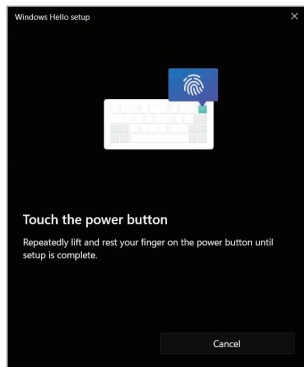 Windows Hello setup
Touch the power button
Repeatedly lift and rest your finger on the power button until
setup is complete.
Cancel